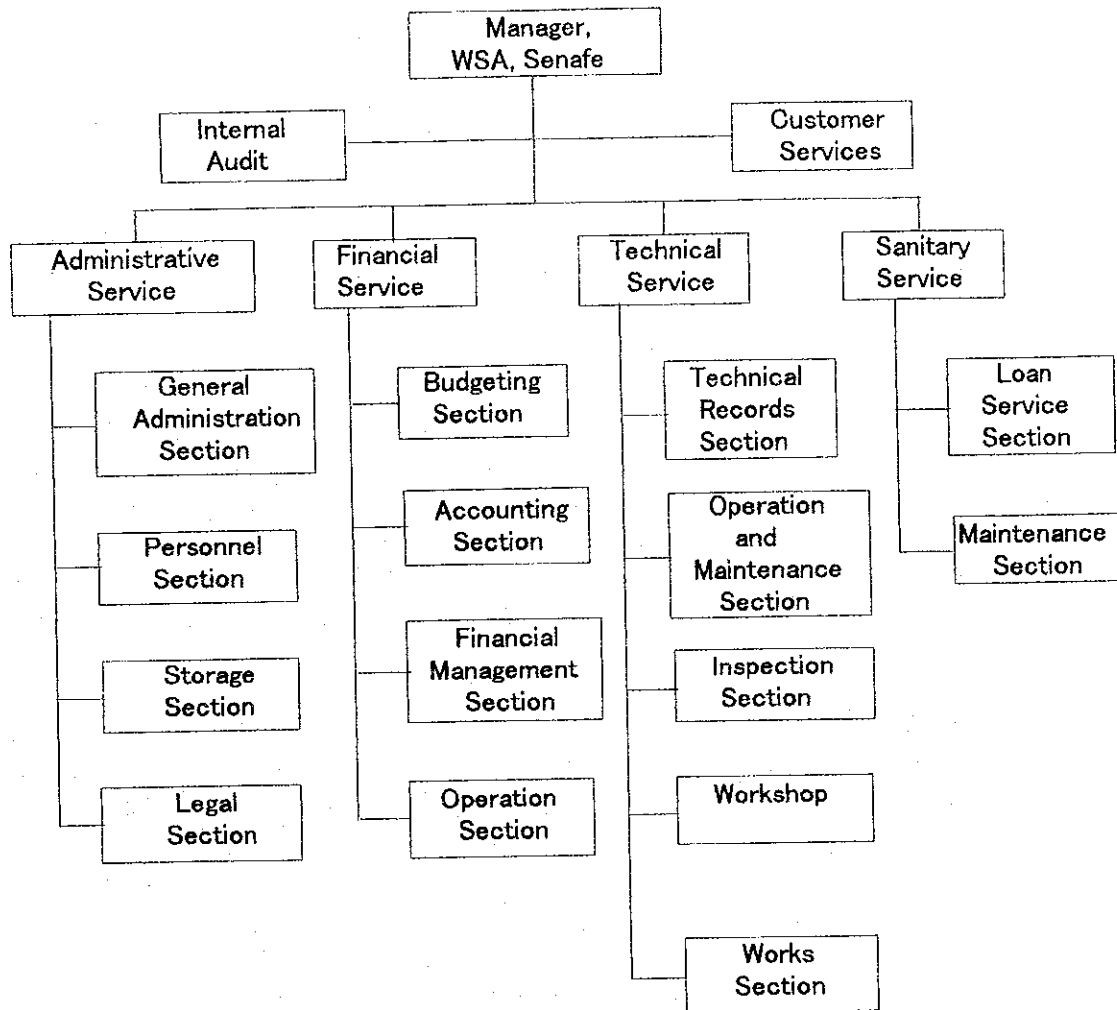 Manager,
WSA, Senafe
Internal
Audit
Customer
Services
Administrative
Service
Financial
Service
Technical
Service
Sanitary
Service
General
Administration
Section
Personnel
Section
Storage
Section
Legal
Section
Budgeting
Section
Accounting
Section
Financial
Management
Section
Operation
Section
Technical
Records
Section
Operation
and
Maintenance
Section
Inspection
Section
Workshop
Works
Section
Loan
Service
Section
Maintenance
Section